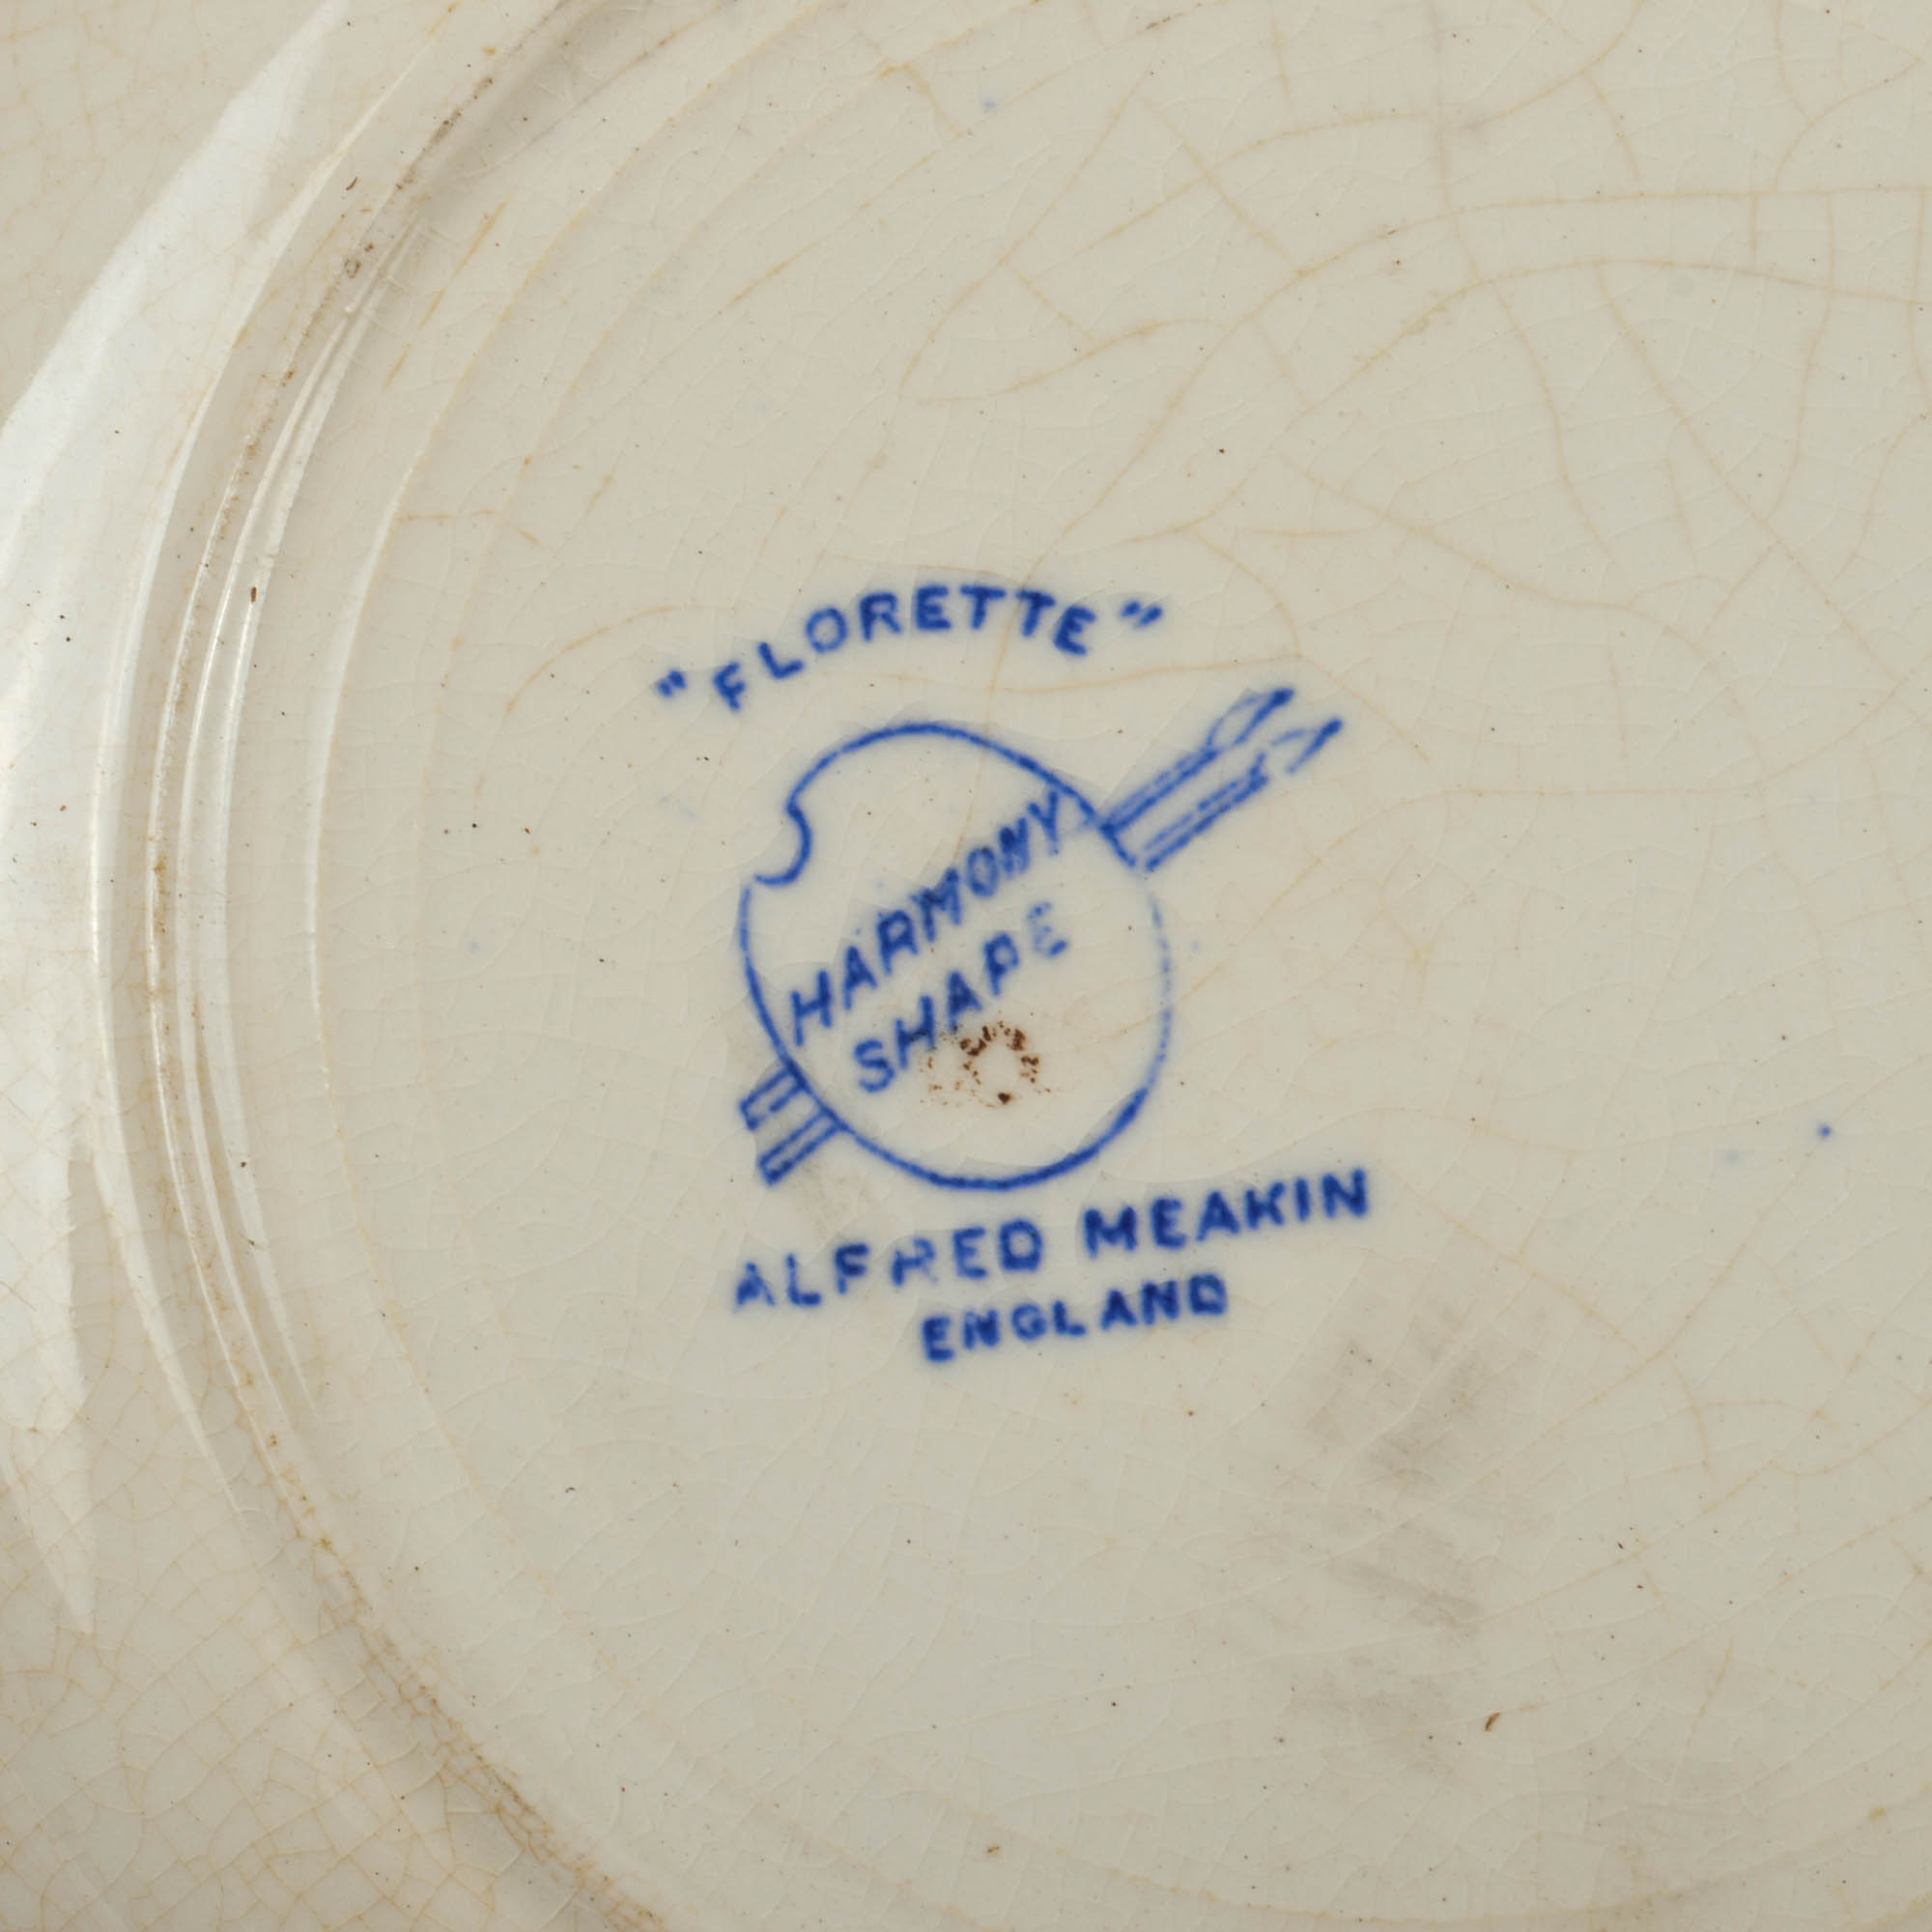 "FLORETTE"
HARMONY
SHAPE
ALFRED MEAKIN
ENGLAND